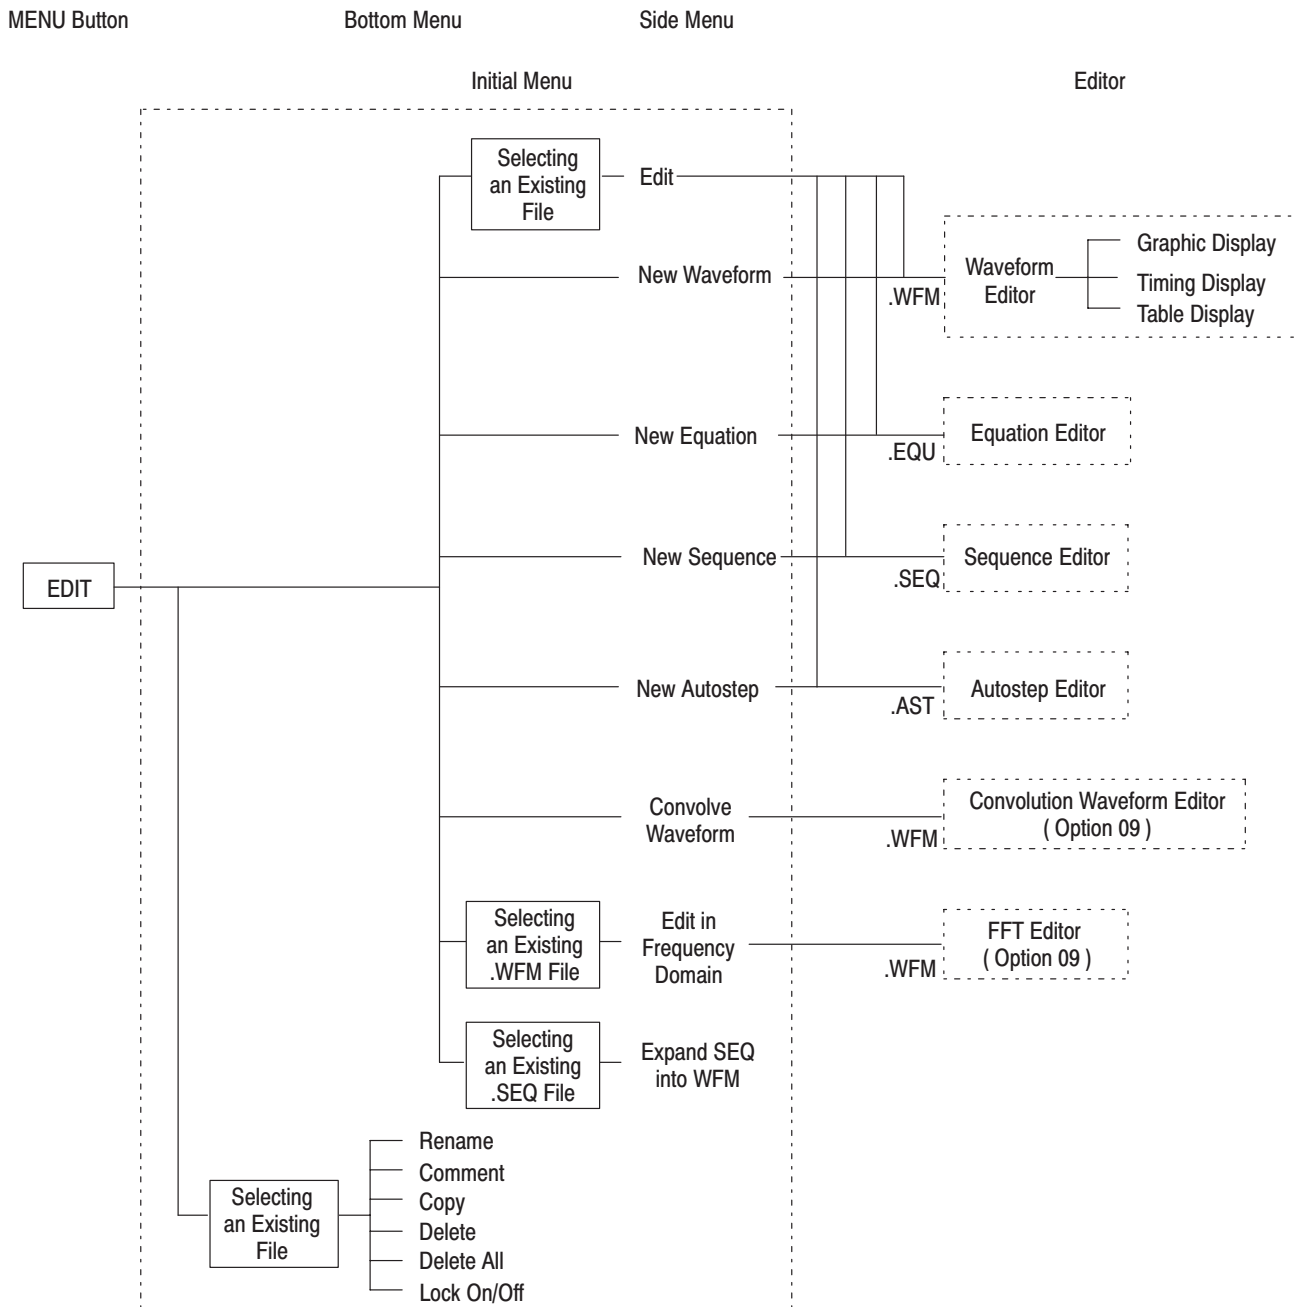 MENU Button
Bottom Menu
Side Menu
Initial Menu
Editor
Selecting
an Existing
File
Edit
New Waveform
.WFM
Waveform
Editor
Graphic Display
Timing Display
Table Display
New Equation
.EQU
Equation Editor
EDIT
New Sequence
.SEQ
Sequence Editor
New Autostep
.AST
Autostep Editor
Convolve
Waveform
.WFM
Convolution Waveform Editor
( Option 09 )
Selecting
an Existing
.WFM File
Edit in
Frequency
Domain
.WFM
FFT Editor
( Option 09 )
Selecting
an Existing
.SEQ File
Expand SEQ
into WFM
Selecting
an Existing
File
Rename
Comment
Copy
Delete
Delete All
Lock On/Off